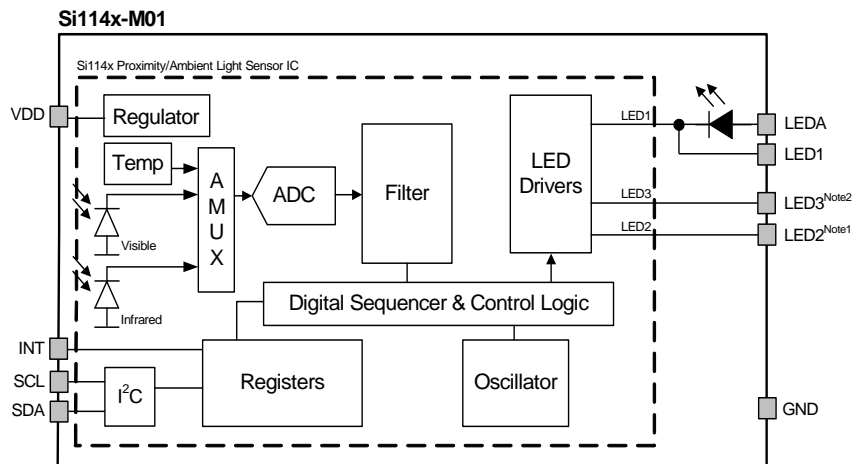 Si114x-M01
Si114x Proximity/Ambient Light Sensor IC
VDD
Regulator
Temp
AMUX
ADC
Filter
LED Drivers
LED1
LEDA
LED1
LED3
LED3Note2
LED2
LED2Note1
Visible
Infrared
Digital Sequencer & Control Logic
INT
SCL
SDA
I2C
Registers
Oscillator
GND